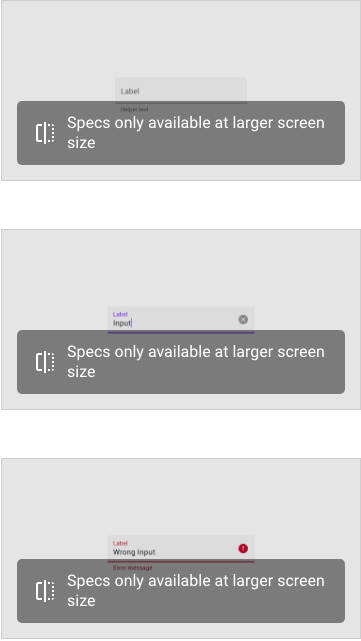 Label
Helper text
Specs only available at larger screen
size
Label
Input
Specs only available at larger screen
size
Label
Wrong Input
Error message
Specs only available at larger screen
size